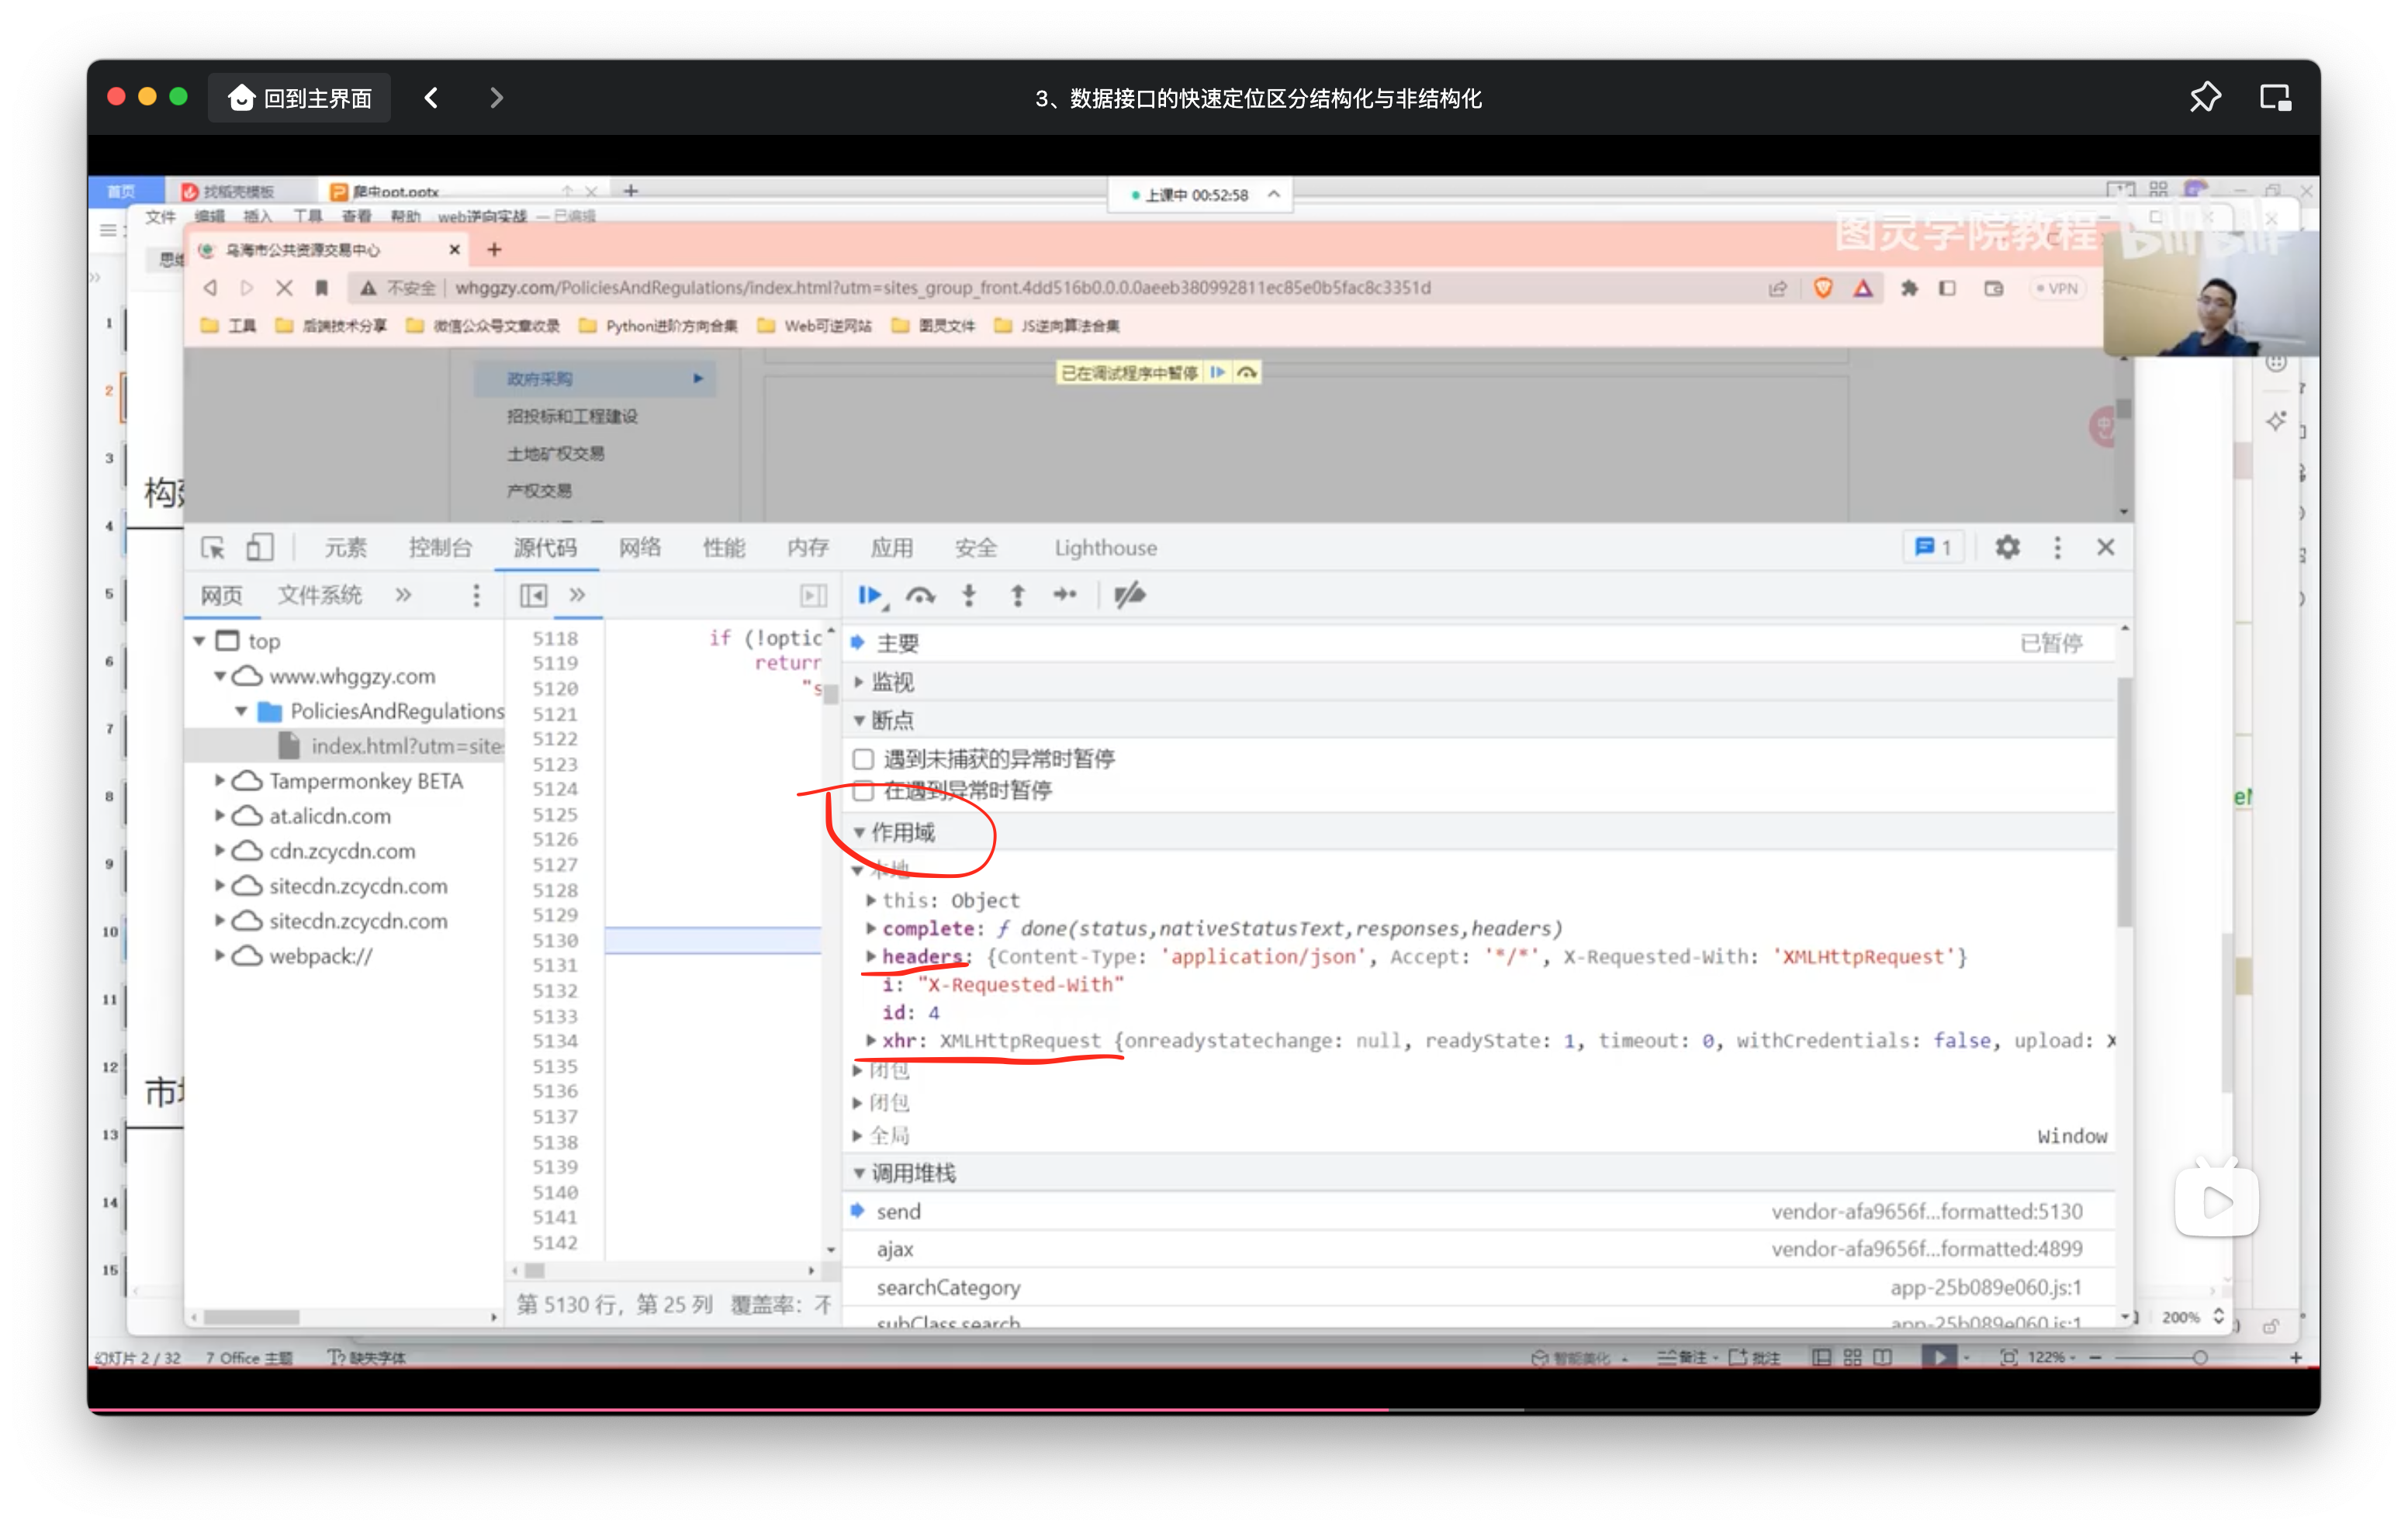 回到主界面
3、数据接口的快速定位区分结构化与非结构化
首页 找稻壳模板 爬虫ppt.pptx
上课中 00:52:58
文件 编辑 插入 工具 查看 帮助 web逆向实战 — 已编辑
图灵学院教程 bilibili
乌海市公共资源交易中心
不安全 whggzy.com/PoliciesAndRegulations/index.html?utm=sites_group_front.4dd516b0.0.0.0aeeb380992811ec85e0b5fac8c3351d
VPN
工具 后端技术分享 微信公众号文章收录 Python进阶方向合集 Web可逆网站 图灵文件 JS逆向算法合集
已在调试程序中暂停
政府采购
招投标和工程建设
土地矿权交易
产权交易
元素 控制台 源代码 网络 性能 内存 应用 安全 Lighthouse 1
网页 文件系统
top
www.whggzy.com
PoliciesAndRegulations
index.html?utm=site
Tampermonkey BETA
at.alicdn.com
cdn.zcycdn.com
sitecdn.zcycdn.com
sitecdn.zcycdn.com
webpack://
5118 if (!optio
5119 return
5120 "s
5121
5122
5123
5124
5125
5126
5127
5128
5129
5130
5131
5132
5133
5134
5135
5136
5137
5138
5139
5140
5141
5142
第 5130 行，第 25 列 覆盖率：不
主要 已暂停
监视
断点
遇到未捕获的异常时暂停
在遇到异常时暂停
作用域
本地
this: Object
complete: ƒ done(status,nativeStatusText,responses,headers)
headers: {Content-Type: 'application/json', Accept: '*/*', X-Requested-With: 'XMLHttpRequest'}
i: "X-Requested-With"
id: 4
xhr: XMLHttpRequest {onreadystatechange: null, readyState: 1, timeout: 0, withCredentials: false, upload: X
闭包
闭包
全局 Window
调用堆栈
send vendor-afa9656f…formatted:5130
ajax vendor-afa9656f…formatted:4899
searchCategory app-25b089e060.js:1
subClass.search app-25b089e060.js:1
1
2
3
4
5
6
7
8
9
10
11
12
13
14
15
200%
幻灯片 2 / 32 7 Office 主题 缺失字体 智能美化 备注 批注 122%